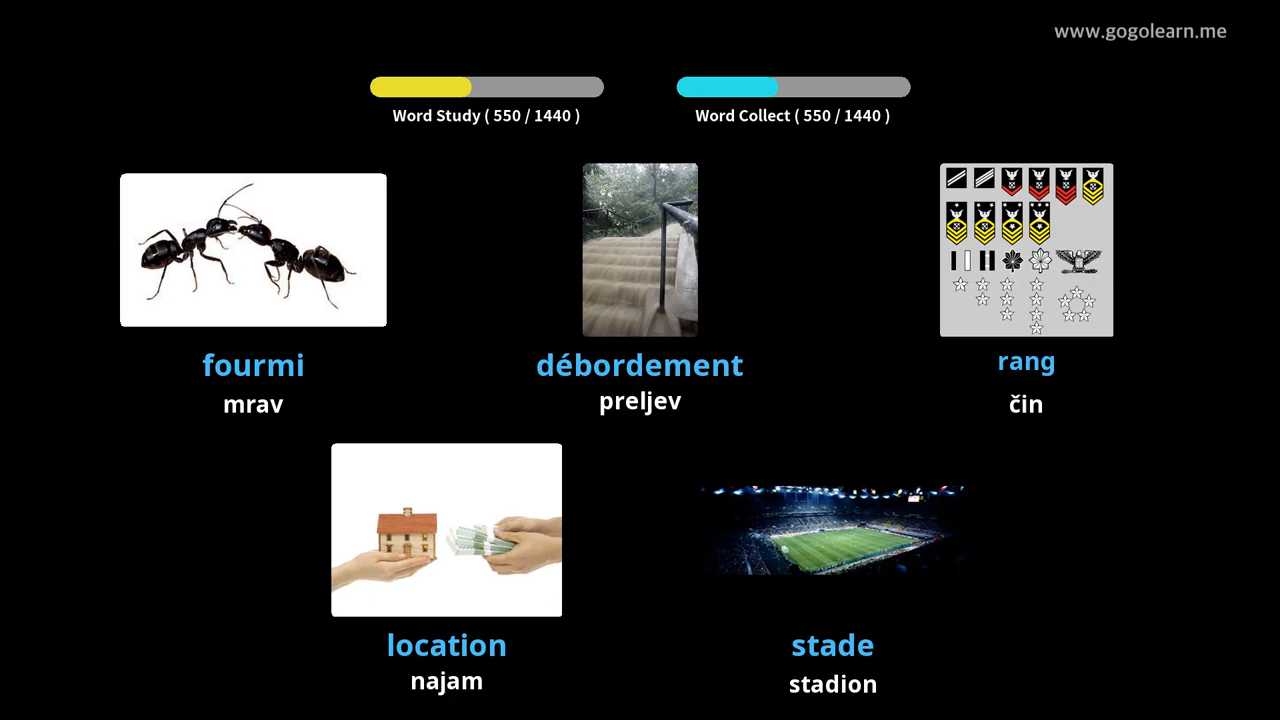 www.gogolearn.me
Word Study ( 550 / 1440 )
Word Collect ( 550 / 1440 )
fourmi
mrav
débordement
preljev
rang
čin
location
najam
stade
stadion